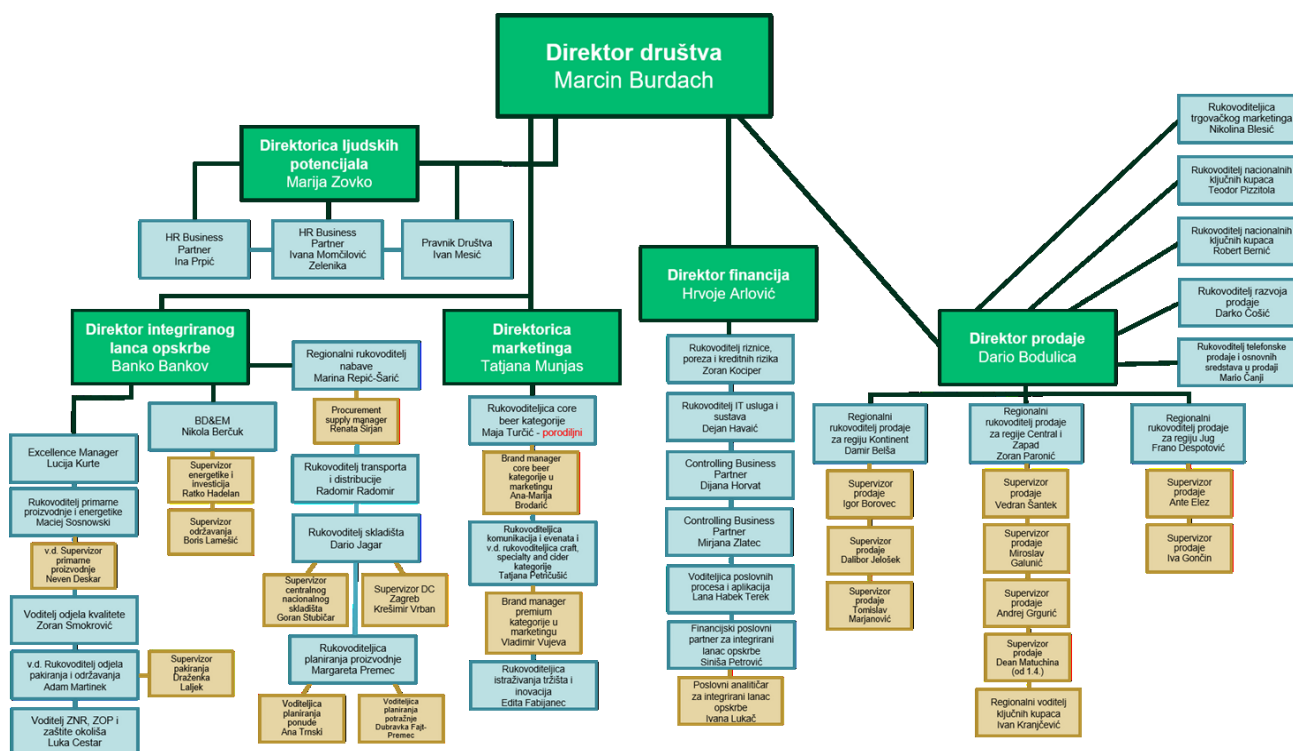 Direktor društva
Marcin Burdach
Direktorica ljudskih
potencijala
Marija Zovko
HR Business
Partner
Ina Prpić
HR Business
Partner
Ivana Momčilović
Zelenika
Pravnik Društva
Ivan Mesić
Direktor integriranog
lanca opskrbe
Banko Bankov
Excellence Manager
Lucija Kurte
Rukovoditelj primarne
proizvodnje i energetike
Maciej Sosnowski
v.d. Supervizor
primarne
proizvodnje
Neven Deskar
Voditelj odjela kvalitete
Zoran Smokrović
v.d. Rukovoditelj odjela
pakiranja i održavanja
Adam Martinek
Supervizor
pakiranja
Draženka
Laljek
Voditelj ZNR, ZOP i
zaštite okoliša
Luka Cestar
BD&EM
Nikola Berčuk
Supervizor
energetike i
investicija
Ratko Hadelan
Supervizor
održavanja
Boris Lamešić
Regionalni rukovoditelj
nabave
Marina Repić-Šarić
Procurement
supply manager
Renata Sirjan
Rukovoditelj transporta
i distribucije
Radomir Radomir
Rukovoditelj skladišta
Dario Jagar
Supervizor
centralnog
nacionalnog
skladišta
Goran Stubičar
Supervizor DC
Zagreb
Krešimir Vrban
Rukovoditeljica
planiranja proizvodnje
Margareta Premec
Voditeljica
planiranja
ponude
Ana Trnski
Voditeljica
planiranja
potražnje
Dubravka Fajt-
Premec
Direktorica
marketinga
Tatjana Munjas
Rukovoditeljica core
beer kategorije
Maja Turčić - porodiljni
Brand manager
core beer
kategorije u
marketingu
Ana-Marija
Brodarić
Rukovoditeljica
komunikacija i evenata i
v.d. rukovoditeljica craft,
specialty and cider
kategorije
Tatjana Petričušić
Brand manager
premium
kategorije u
marketingu
Vladimir Vujeva
Rukovoditeljica
istraživanja tržišta i
inovacija
Edita Fabijanec
Direktor financija
Hrvoje Arlović
Rukovoditelj riznice,
poreza i kreditnih rizika
Zoran Kociper
Rukovoditelj IT usluga i
sustava
Dejan Havaić
Controlling Business
Partner
Dijana Horvat
Controlling Business
Partner
Mirjana Zlatec
Voditeljica poslovnih
procesa i aplikacija
Lana Habek Terek
Financijski poslovni
partner za integrirani
lanac opskrbe
Siniša Petrović
Poslovni analitičar
za integrirani lanac
opskrbe
Ivana Lukač
Direktor prodaje
Dario Bodulica
Rukovoditeljica
trgovačkog marketinga
Nikolina Blesić
Rukovoditelj nacionalnih
ključnih kupaca
Teodor Pizzitola
Rukovoditelj nacionalnih
ključnih kupaca
Robert Bernić
Rukovoditelj razvoja
prodaje
Darko Ćošić
Rukovoditelj telefonske
prodaje i osnovnih
sredstava u prodaji
Mario Čanji
Regionalni
rukovoditelj prodaje
za regiju Kontinent
Damir Belša
Supervizor
prodaje
Igor Borovec
Supervizor
prodaje
Dalibor Jelošek
Supervizor
prodaje
Tomislav
Marjanović
Regionalni
rukovoditelj prodaje
za regije Central i
Zapad
Zoran Paronić
Supervizor
prodaje
Vedran Šantek
Supervizor
prodaje
Miroslav
Galunić
Supervizor
prodaje
Andrej Grgurić
Supervizor
prodaje
Dean Matuchina
(od 1.4.)
Regionalni voditelj
ključnih kupaca
Ivan Kranjčević
Regionalni
rukovoditelj prodaje
za regiju Jug
Frano Despotović
Supervizor
prodaje
Ante Elez
Supervizor
prodaje
Iva Gončin